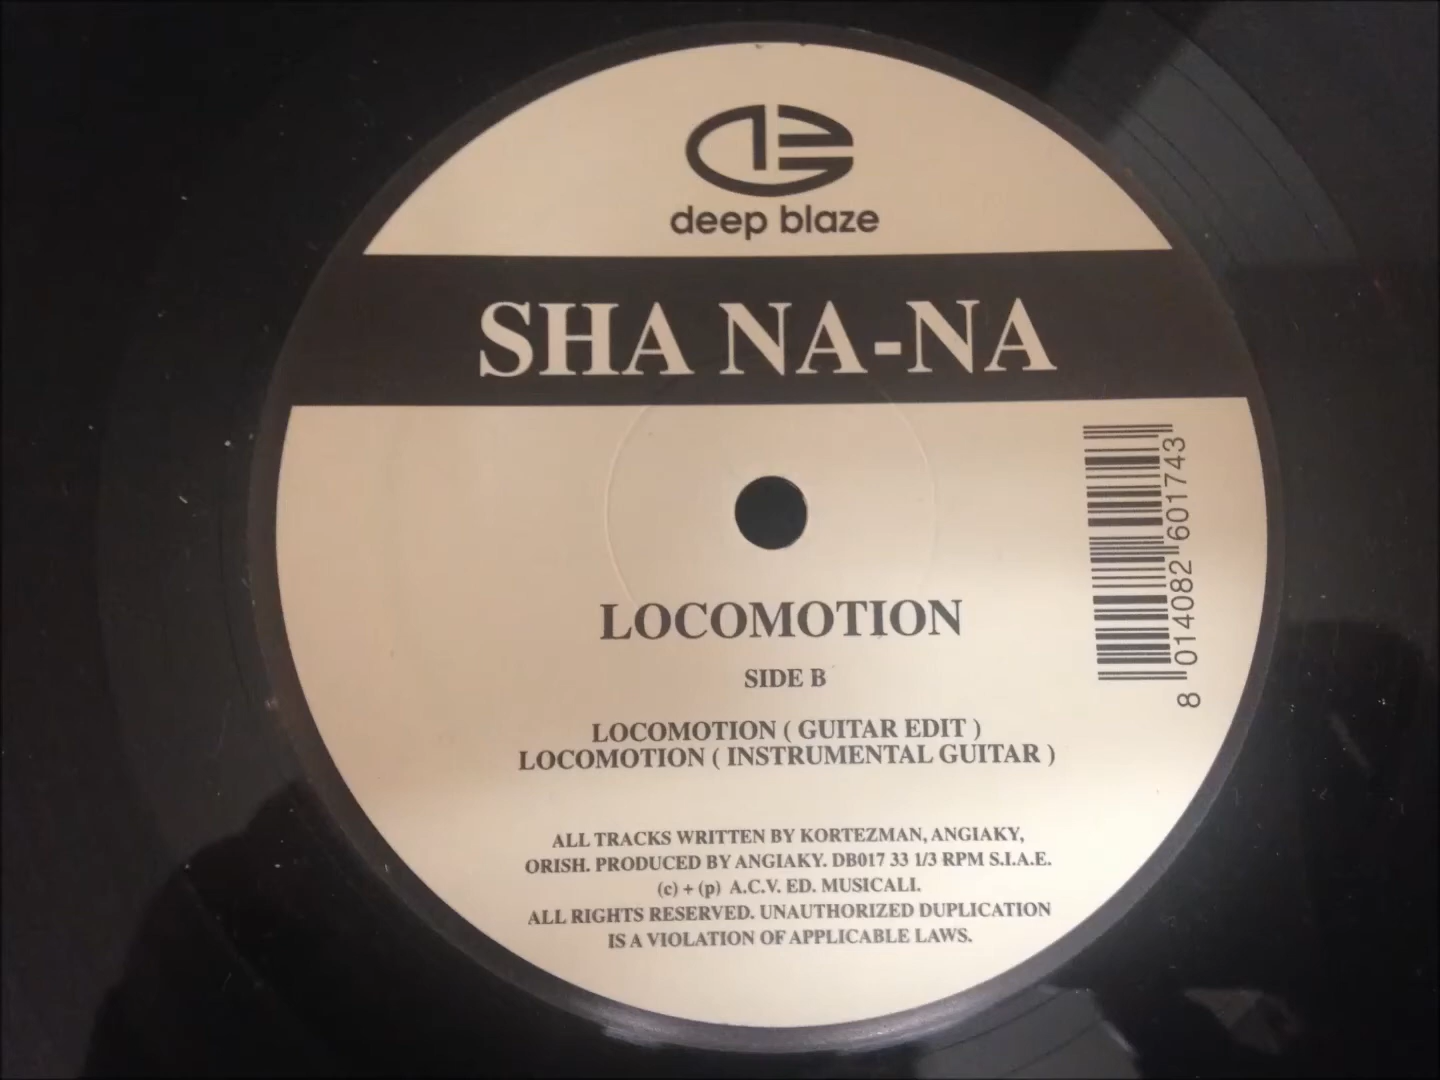 deep blaze
SHA NA-NA
LOCOMOTION
SIDE B
LOCOMOTION ( GUITAR EDIT )
LOCOMOTION ( INSTRUMENTAL GUITAR )
ALL TRACKS WRITTEN BY KORTEZMAN, ANGIAKY,
ORISH. PRODUCED BY ANGIAKY. DB017 33 1/3 RPM S.I.A.E.
(c) + (p) A.C.V. ED. MUSICALI.
ALL RIGHTS RESERVED. UNAUTHORIZED DUPLICATION
IS A VIOLATION OF APPLICABLE LAWS.
8 014082 601743